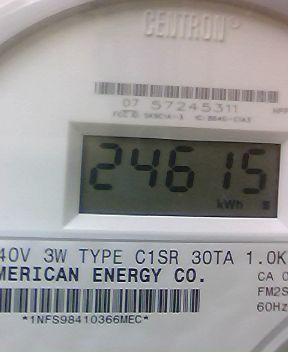 CENTRON®
07 57245311
24615
kWh
40V 3W TYPE C1SR 30TA 1.0K
MERICAN ENERGY CO.
CA 0
FM2S
60Hz
*1NFS98410366MEC*